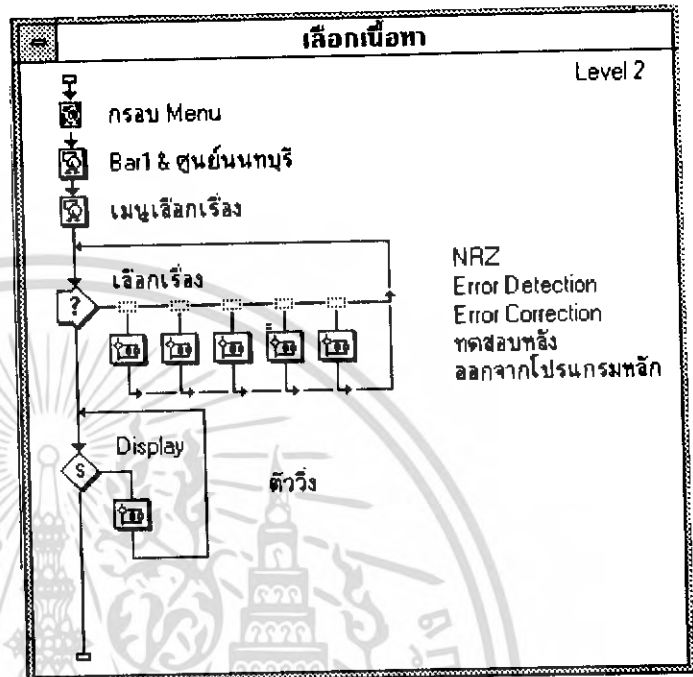 เลือกเนื้อหา
Level 2
กรอบ Menu
Bar1 & ศูนย์นนทบุรี
เมนูเลือกเรื่อง
เลือกเรื่อง
?
NRZ
Error Detection
Error Correction
ทดสอบหลัง
ออกจากโปรแกรมหลัก
Display
S
ตัววิ่ง